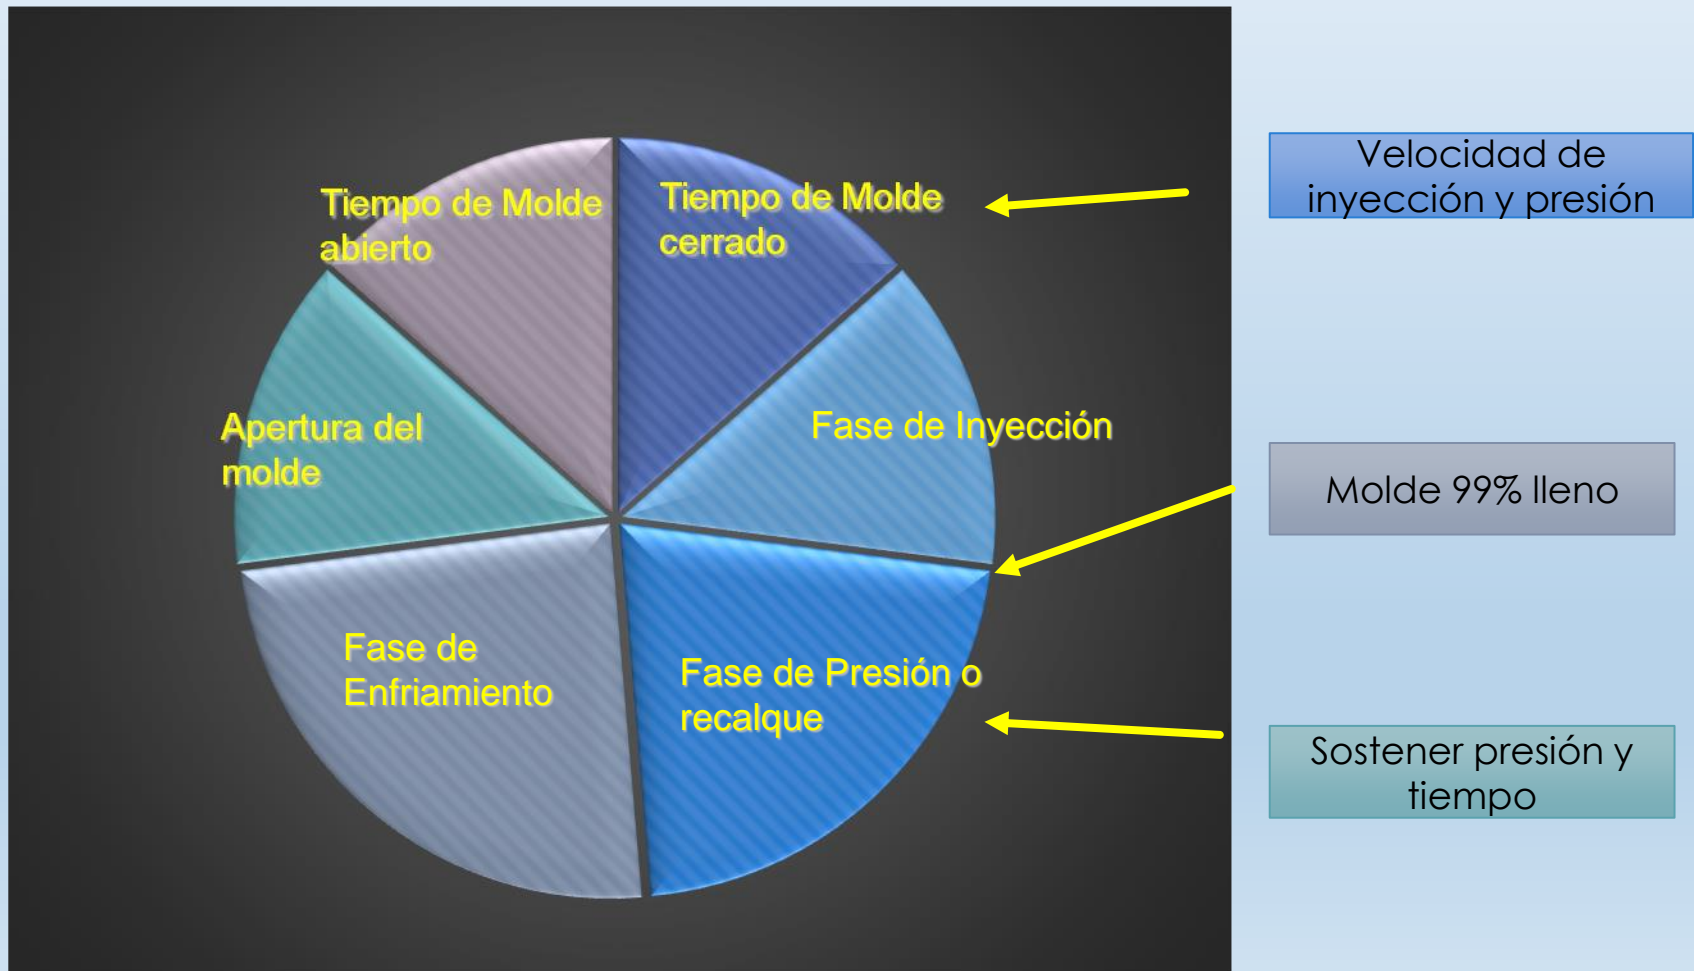 Tiempo de Molde
abierto
Tiempo de Molde
cerrado
Apertura del
molde
Fase de Inyección
Fase de
Enfriamiento
Fase de Presión o
recalque
Velocidad de
inyección y presión
Molde 99% lleno
Sostener presión y
tiempo